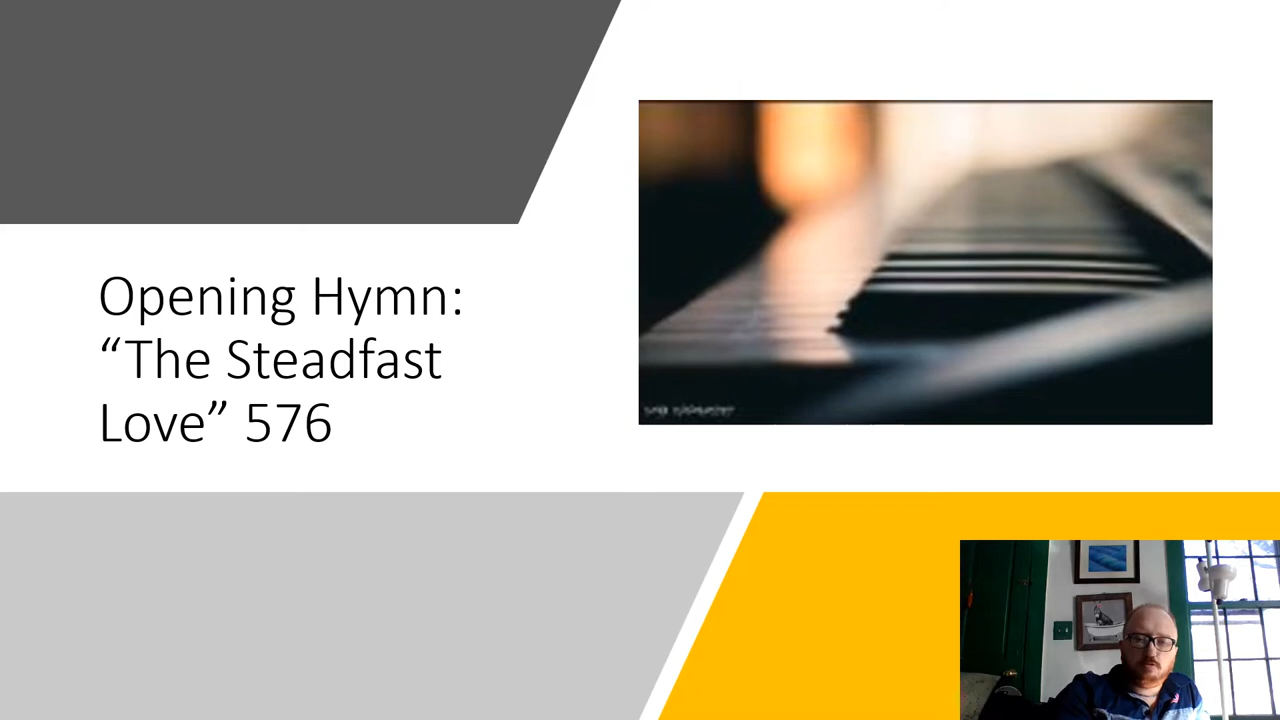 Opening Hymn:
“The Steadfast
Love” 576